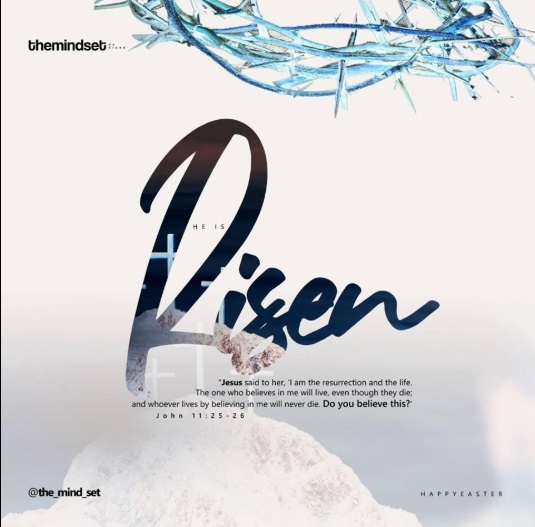 themindset
HE IS
Risen
"Jesus said to her, 'I am the resurrection and the life.
The one who believes in me will live, even though they die;
and whoever lives by believing in me will never die. Do you believe this?'
John 11:25-26
@the_mind_set
HAPPYEASTER